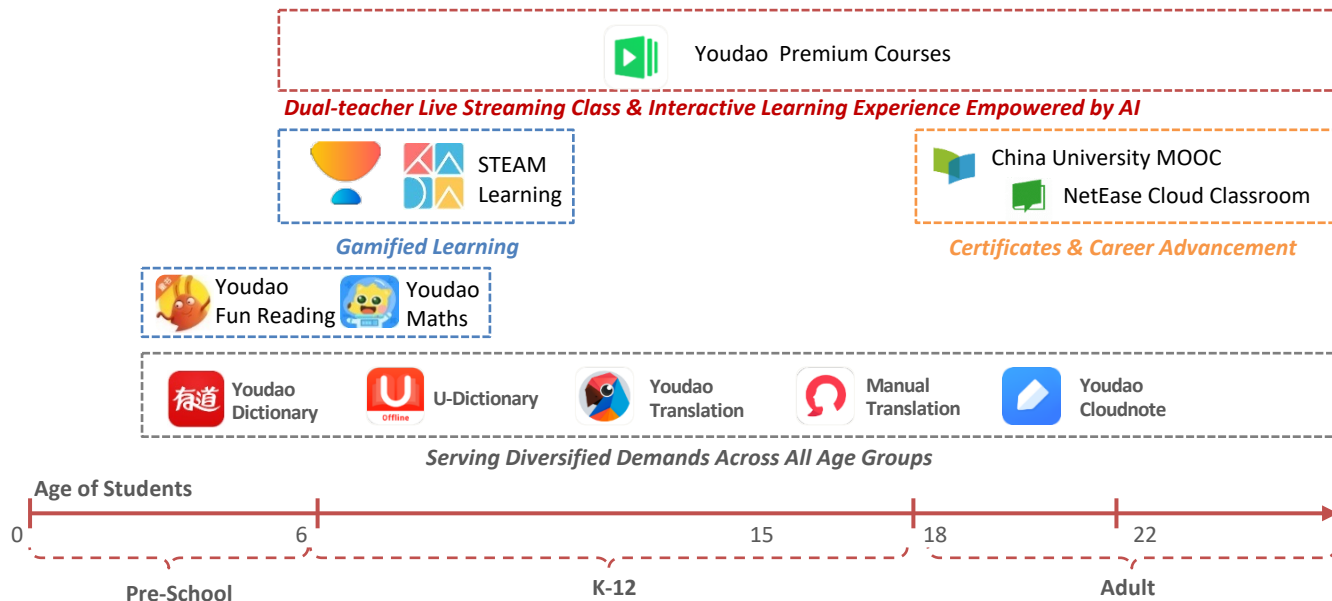 Youdao Premium Courses
Dual-teacher Live Streaming Class & Interactive Learning Experience Empowered by AI
KADA
STEAM
Learning
China University MOOC
NetEase Cloud Classroom
Gamified Learning
Certificates & Career Advancement
Youdao
Fun Reading
Youdao
Maths
有道
Youdao
Dictionary
U
Offline
U-Dictionary
Youdao
Translation
Manual
Translation
Youdao
Cloudnote
Serving Diversified Demands Across All Age Groups
Age of Students
0 6 15 18 22
Pre-School K-12 Adult